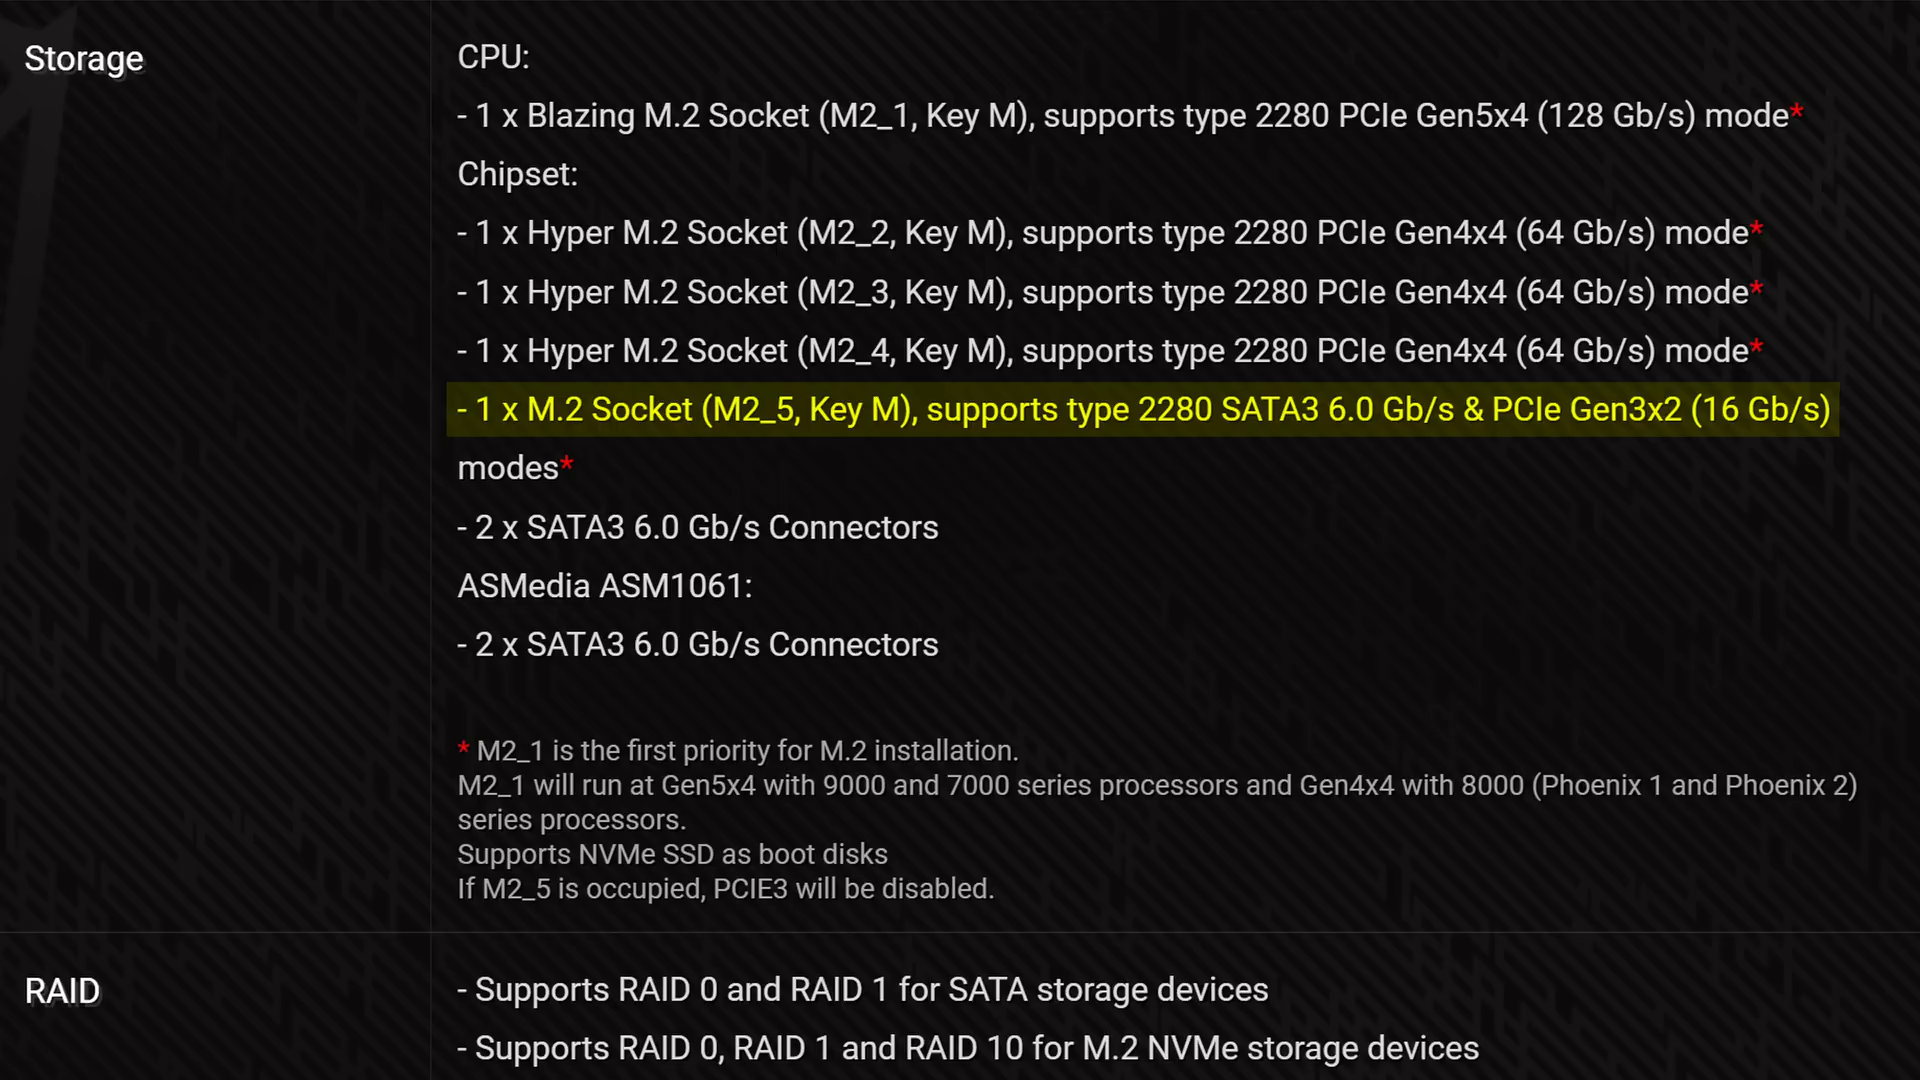 Storage
CPU:
- 1 x Blazing M.2 Socket (M2_1, Key M), supports type 2280 PCIe Gen5x4 (128 Gb/s) mode*
Chipset:
- 1 x Hyper M.2 Socket (M2_2, Key M), supports type 2280 PCIe Gen4x4 (64 Gb/s) mode*
- 1 x Hyper M.2 Socket (M2_3, Key M), supports type 2280 PCIe Gen4x4 (64 Gb/s) mode*
- 1 x Hyper M.2 Socket (M2_4, Key M), supports type 2280 PCIe Gen4x4 (64 Gb/s) mode*
- 1 x M.2 Socket (M2_5, Key M), supports type 2280 SATA3 6.0 Gb/s & PCIe Gen3x2 (16 Gb/s)
modes*
- 2 x SATA3 6.0 Gb/s Connectors
ASMedia ASM1061:
- 2 x SATA3 6.0 Gb/s Connectors
* M2_1 is the first priority for M.2 installation.
M2_1 will run at Gen5x4 with 9000 and 7000 series processors and Gen4x4 with 8000 (Phoenix 1 and Phoenix 2)
series processors.
Supports NVMe SSD as boot disks
If M2_5 is occupied, PCIE3 will be disabled.
RAID
- Supports RAID 0 and RAID 1 for SATA storage devices
- Supports RAID 0, RAID 1 and RAID 10 for M.2 NVMe storage devices